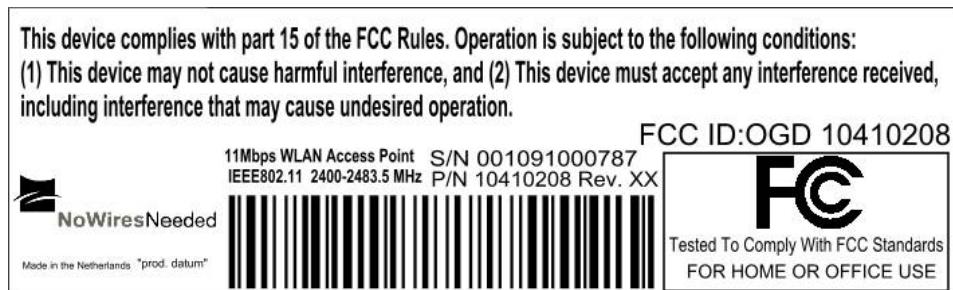 This device complies with part 15 of the FCC Rules. Operation is subject to the following conditions:
(1) This device may not cause harmful interference, and (2) This device must accept any interference received,
including interference that may cause undesired operation.
FCC ID:OGD 10410208
11Mbps WLAN Access Point S/N 001091000787
IEEE802.11 2400-2483.5 MHz P/N 10410208 Rev. XX
NoWiresNeeded
Made in the Netherlands "prod. datum"
FC
Tested To Comply With FCC Standards
FOR HOME OR OFFICE USE